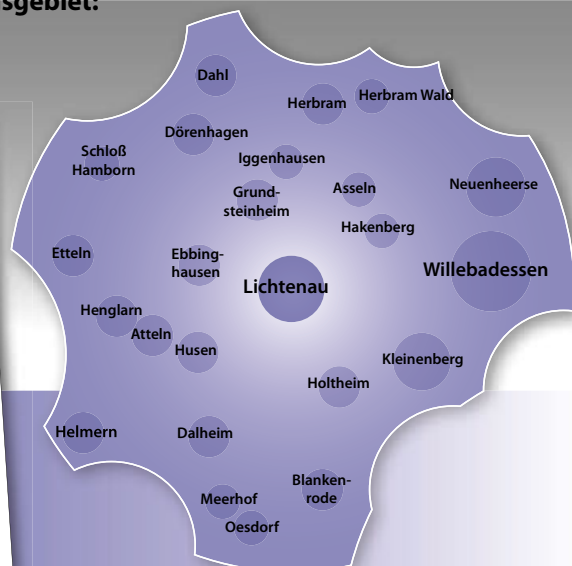 sgebiet:
Dahl
Herbram
Herbram Wald
Dörenhagen
Schloß
Hamborn
Iggenhausen
Grund-
steinheim
Asseln
Neuenheerse
Hakenberg
Etteln
Ebbing-
hausen
Lichtenau
Willebadessen
Henglarn
Atteln
Husen
Kleinenberg
Holtheim
Helmern
Dalheim
Blanken-
rode
Meerhof
Oesdorf